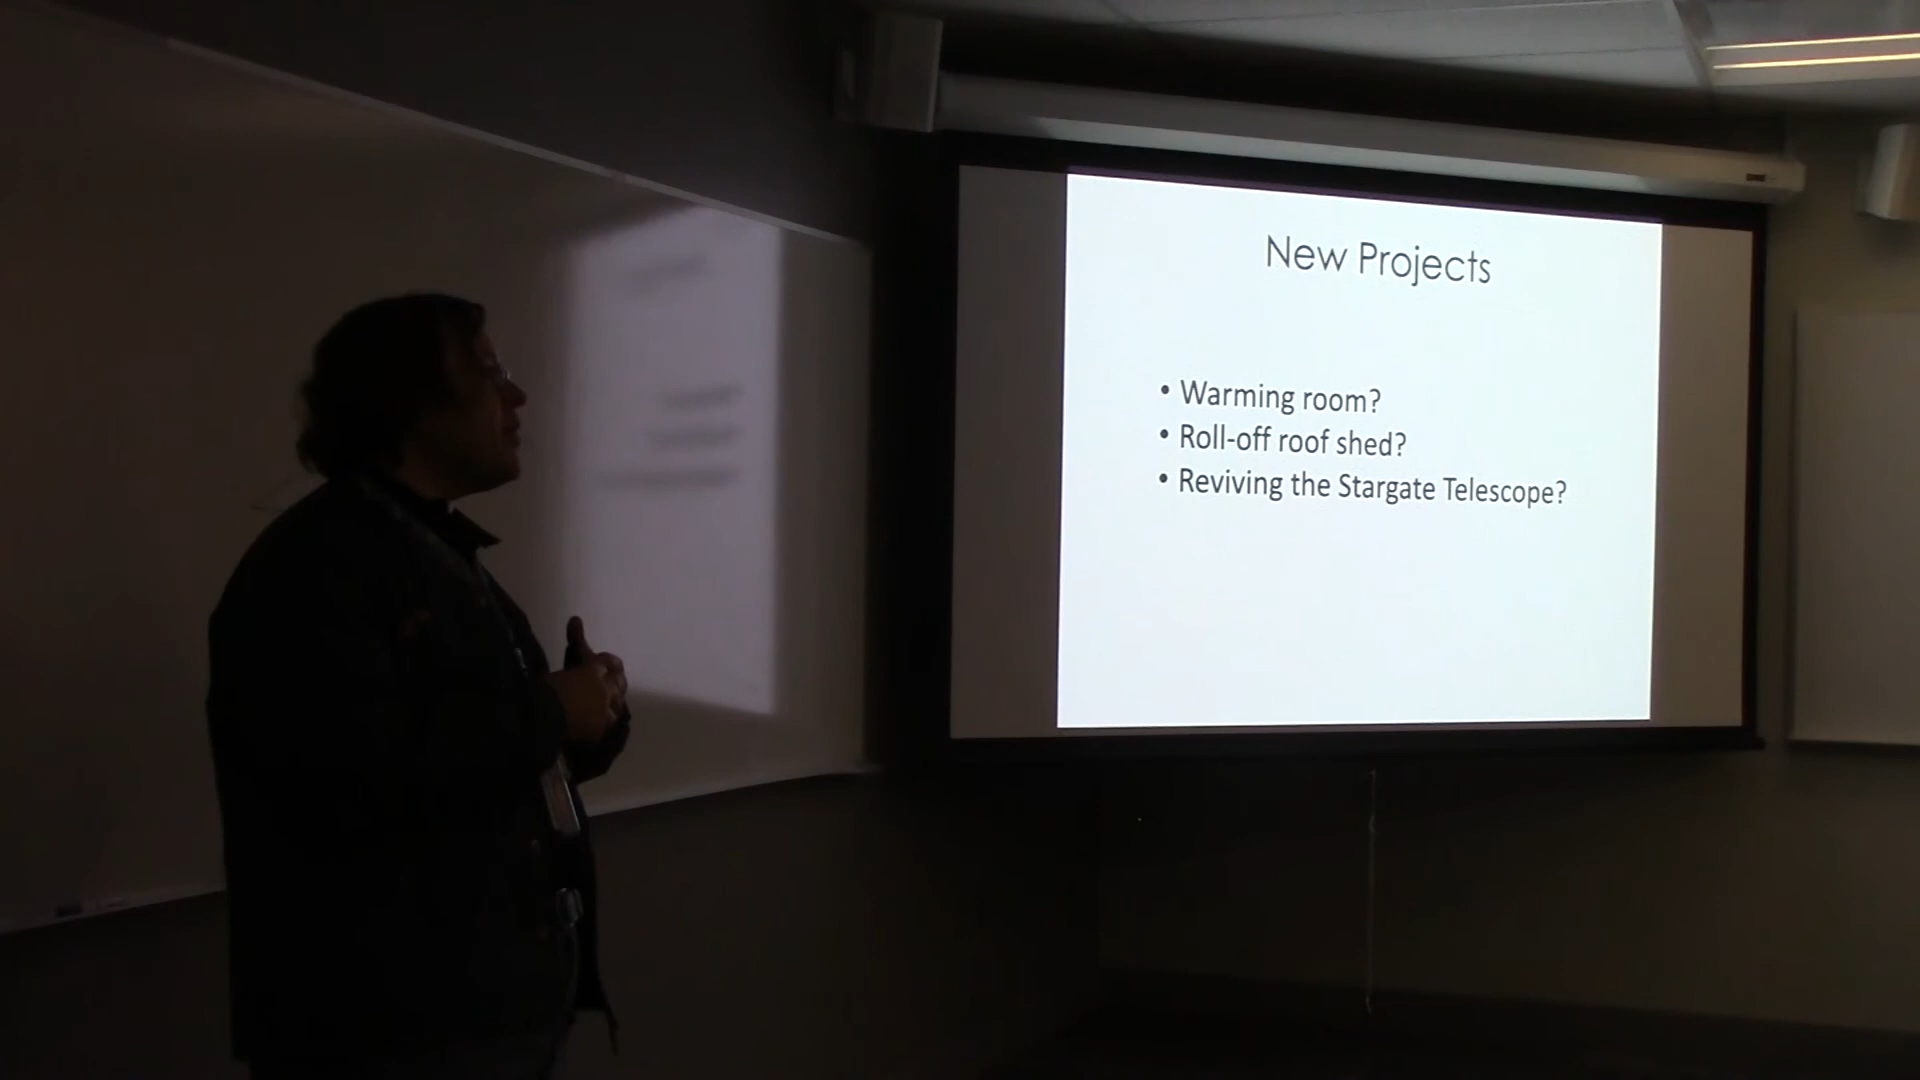 New Projects
• Warming room?
• Roll-off roof shed?
• Reviving the Stargate Telescope?